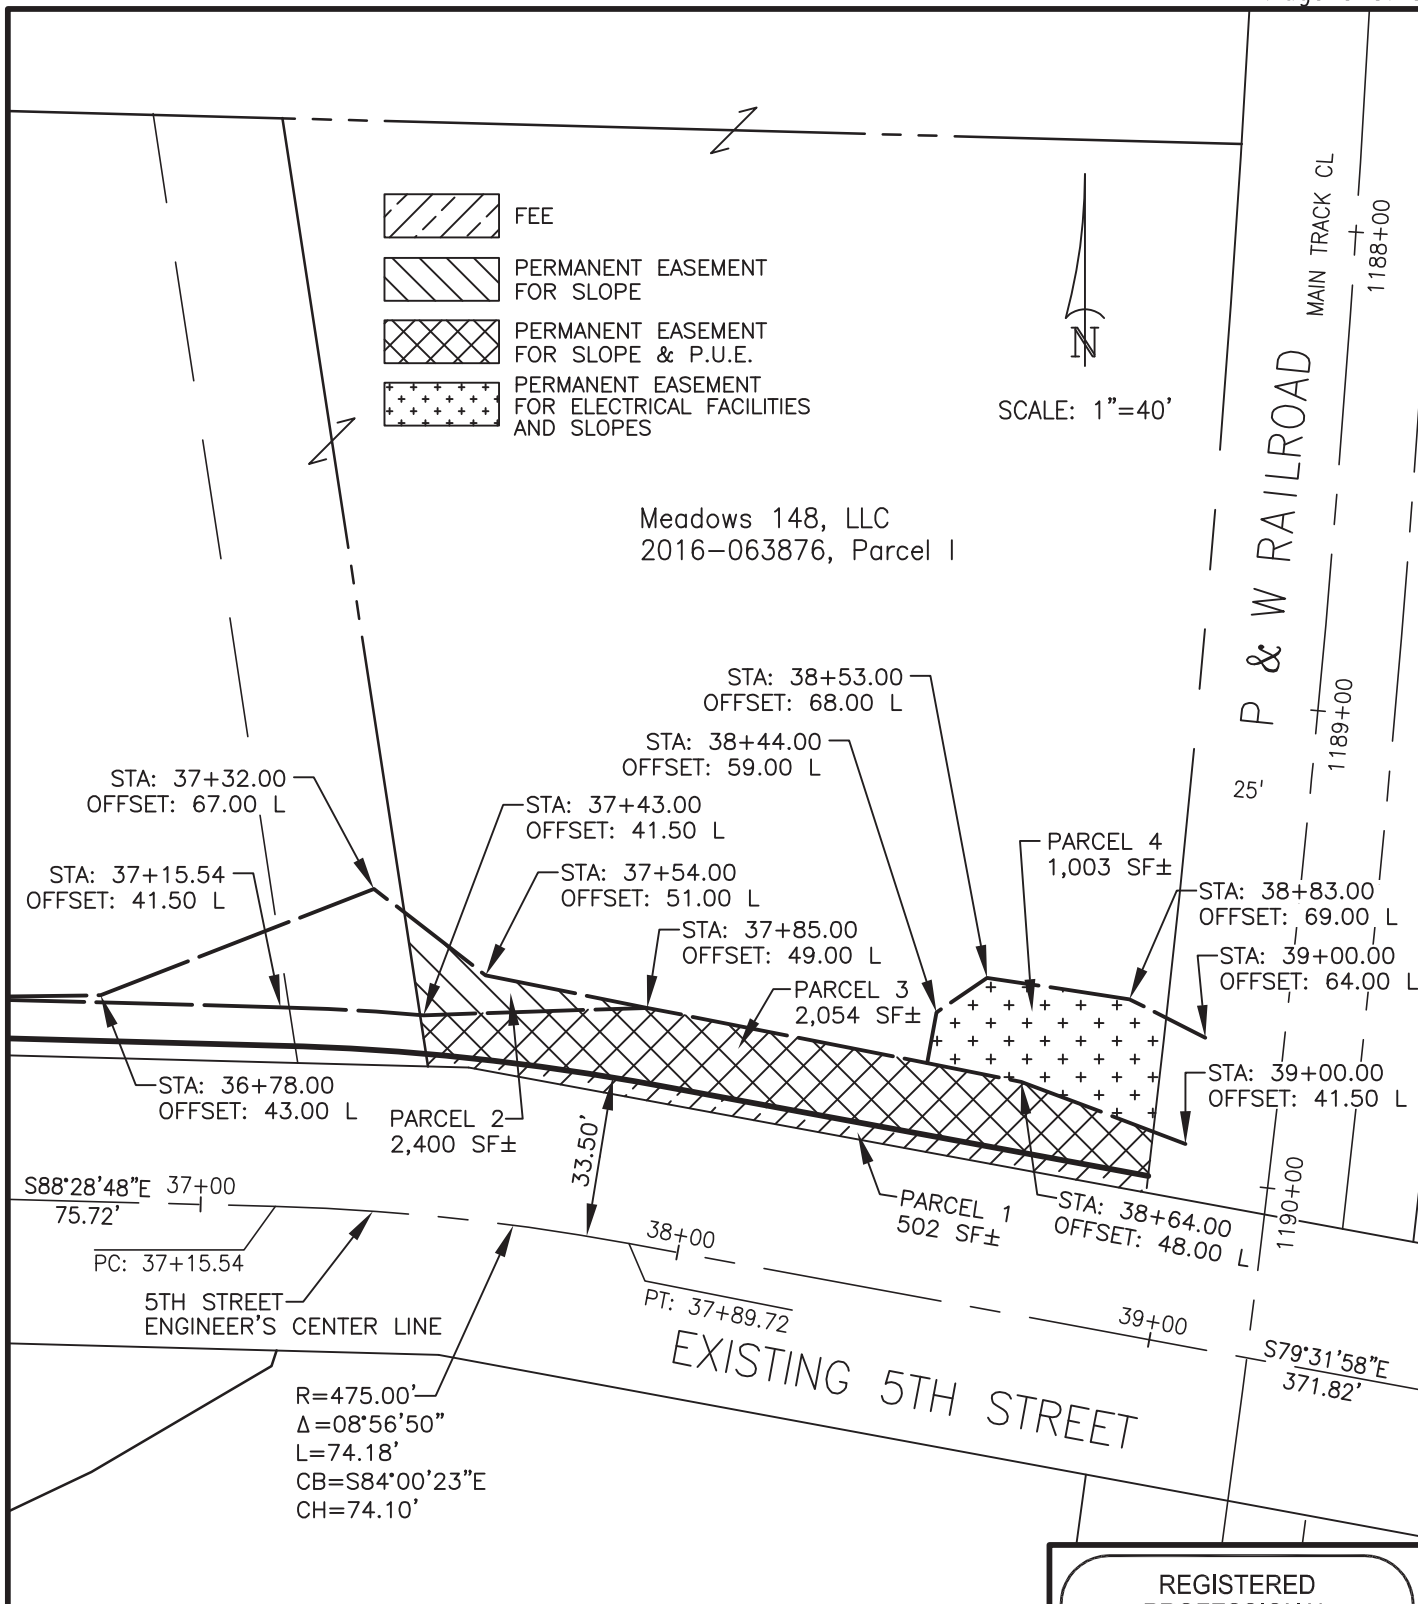 FEE
PERMANENT EASEMENT
FOR SLOPE
PERMANENT EASEMENT
FOR SLOPE & P.U.E.
PERMANENT EASEMENT
FOR ELECTRICAL FACILITIES
AND SLOPES
N
SCALE: 1"=40'
MAIN TRACK CL
1188+00
P & W RAILROAD
1189+00
25'
1190+00
Meadows 148, LLC
2016-063876, Parcel I
STA: 38+53.00
OFFSET: 68.00 L
STA: 38+44.00
OFFSET: 59.00 L
STA: 37+32.00
OFFSET: 67.00 L
STA: 37+43.00
OFFSET: 41.50 L
STA: 37+15.54
OFFSET: 41.50 L
STA: 37+54.00
OFFSET: 51.00 L
PARCEL 4
1,003 SF±
STA: 38+83.00
OFFSET: 69.00 L
STA: 37+85.00
OFFSET: 49.00 L
STA: 39+00.00
OFFSET: 64.00 L
PARCEL 3
2,054 SF±
STA: 36+78.00
OFFSET: 43.00 L
STA: 39+00.00
OFFSET: 41.50 L
PARCEL 2
2,400 SF±
33.50'
PARCEL 1
502 SF±
STA: 38+64.00
OFFSET: 48.00 L
S88°28'48"E
75.72'
37+00
PC: 37+15.54
38+00
PT: 37+89.72
39+00
S79°31'58"E
371.82'
5TH STREET
ENGINEER'S CENTER LINE
EXISTING 5TH STREET
R=475.00'
Δ=08°56'50"
L=74.18'
CB=S84°00'23"E
CH=74.10'
REGISTERED